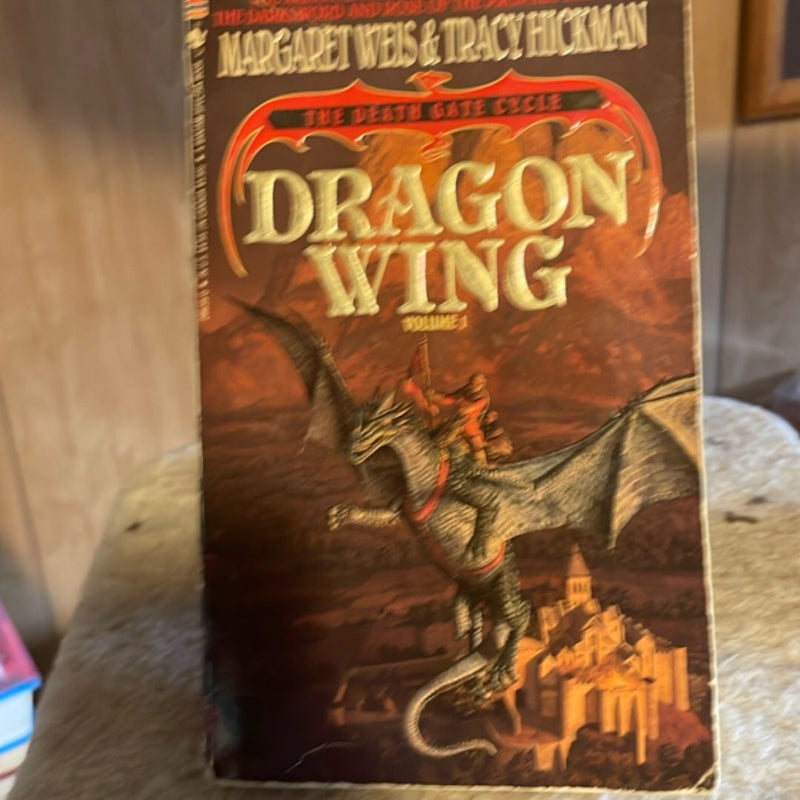 THE DARKSWORD AND ROSE OF THE PROPHET
MARGARET WEIS & TRACY HICKMAN
THE DEATH GATE CYCLE
DRAGON
WING
VOLUME 1